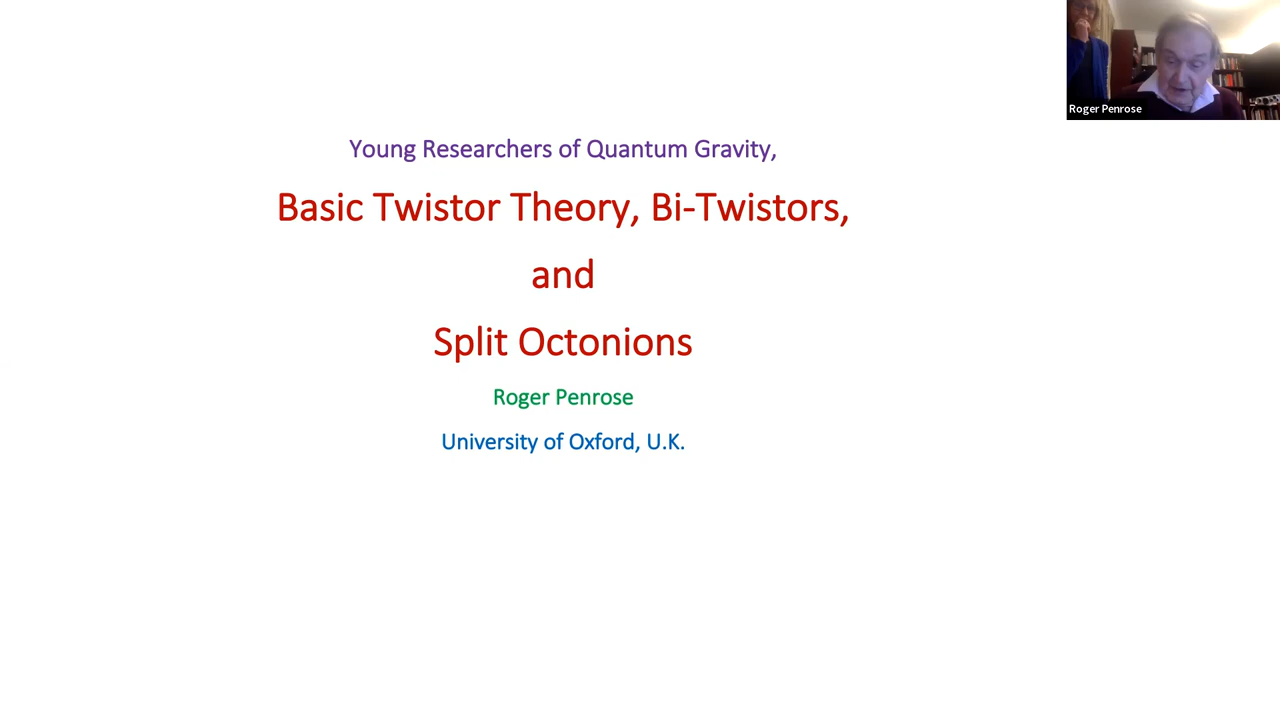 Roger Penrose
Young Researchers of Quantum Gravity,
Basic Twistor Theory, Bi-Twistors,
and
Split Octonions
Roger Penrose
University of Oxford, U.K.